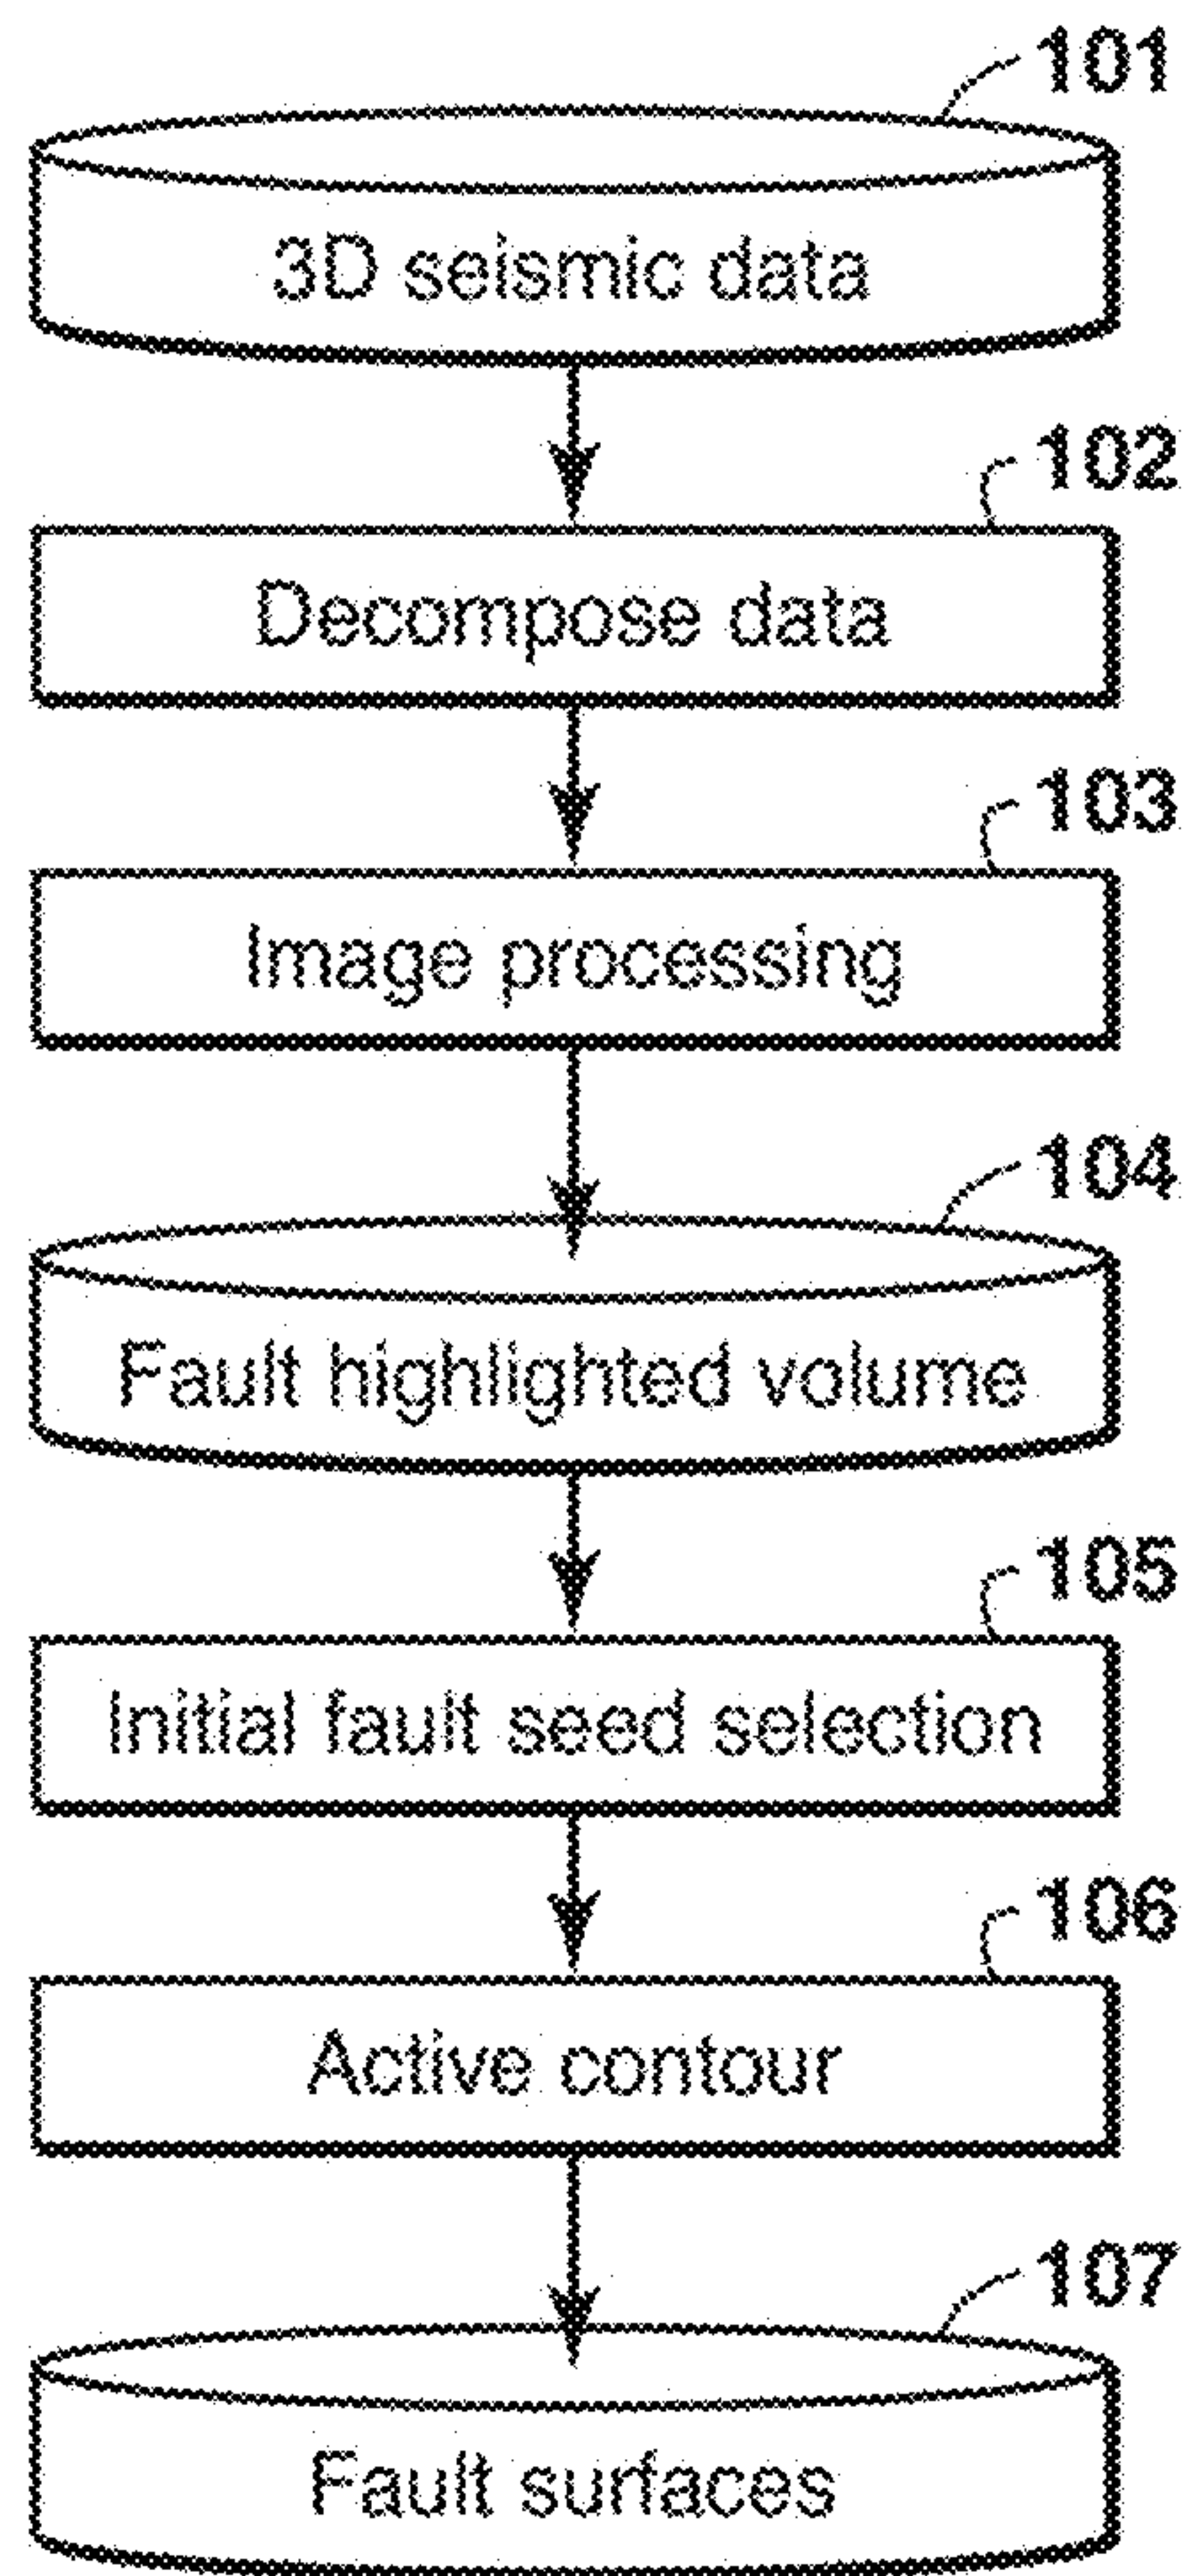 101
3D seismic data
102
Decompose data
103
Image processing
104
Fault highlighted volume
105
Initial fault seed selection
106
Active contour
107
Fault surfaces